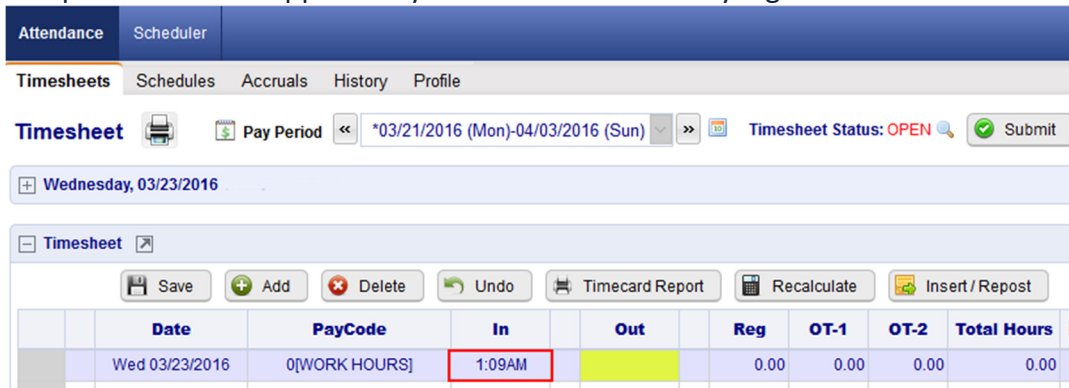 Attendance Scheduler
Timesheets Schedules Accruals History Profile
Timesheet Pay Period « *03/21/2016 (Mon)-04/03/2016 (Sun) » Timesheet Status: OPEN Submit
Wednesday, 03/23/2016
Timesheet
Save Add Delete Undo Timecard Report Recalculate Insert / Repost
Date PayCode In Out Reg OT-1 OT-2 Total Hours
Wed 03/23/2016 0[WORK HOURS] 1:09AM 0.00 0.00 0.00 0.00